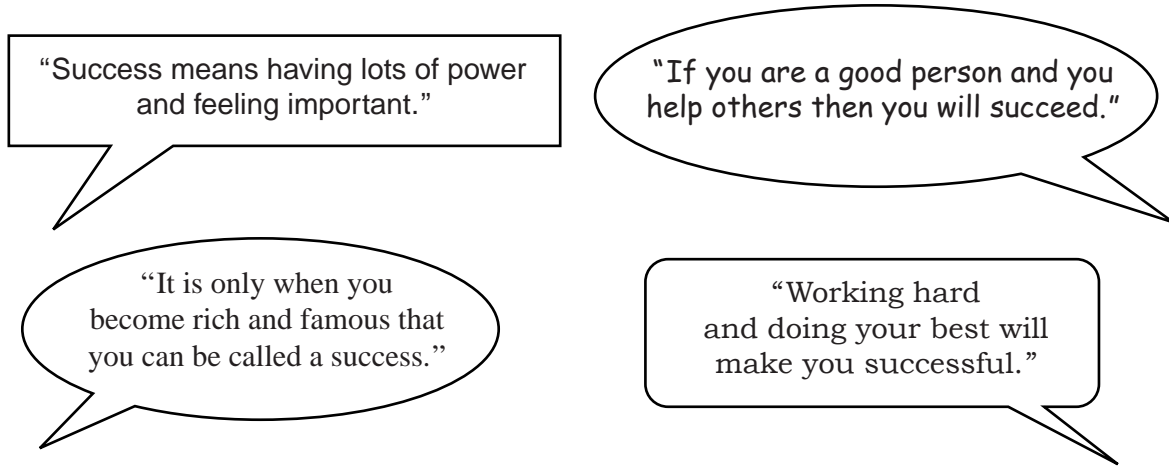 “Success means having lots of power
and feeling important.”
“If you are a good person and you
help others then you will succeed.”
“It is only when you
become rich and famous that
you can be called a success.”
“Working hard
and doing your best will
make you successful.”